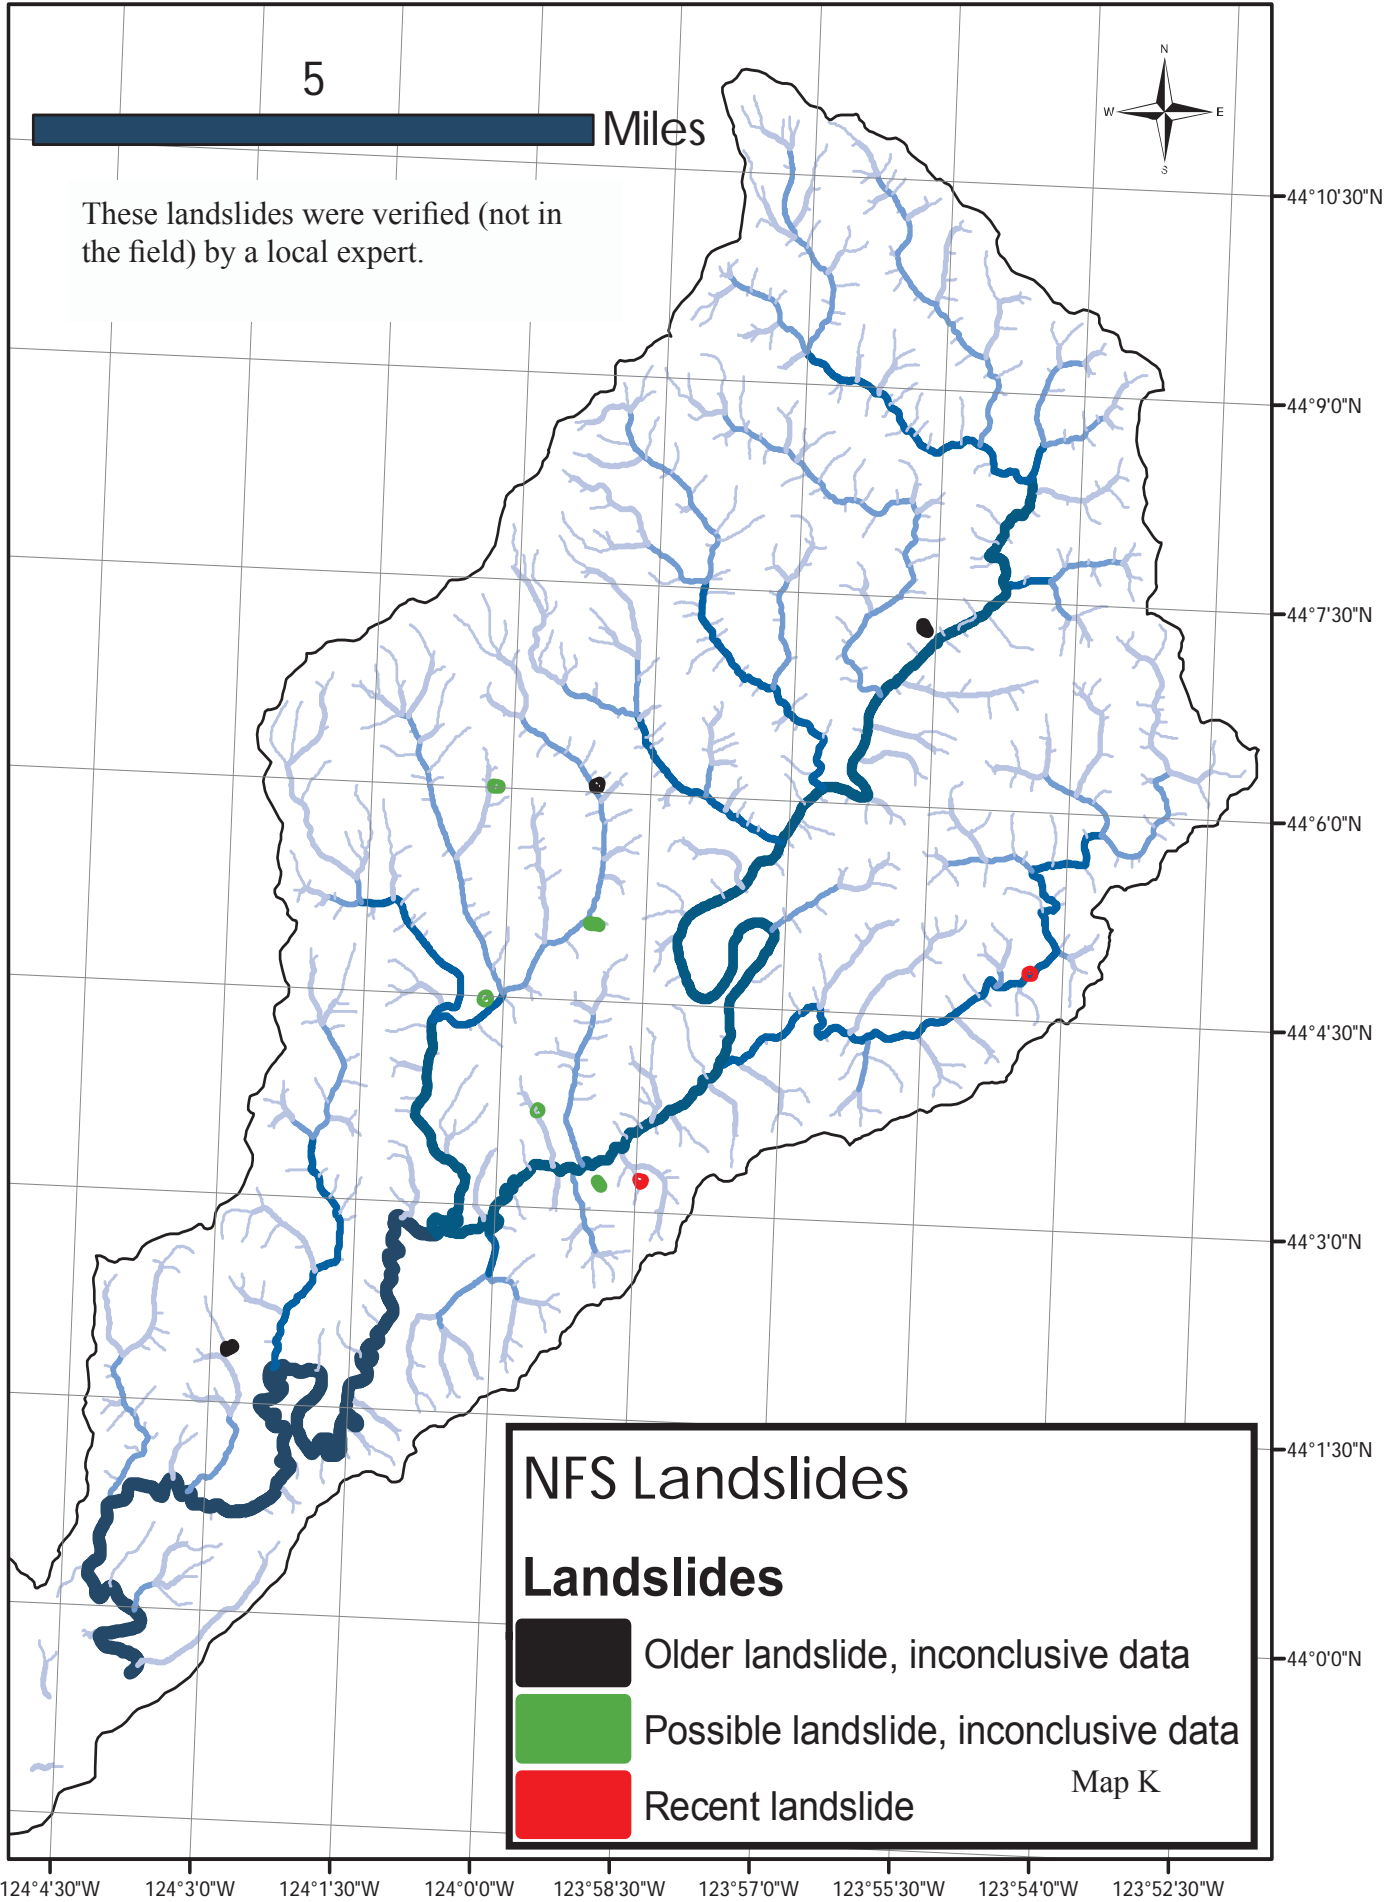 5
Miles
N
W
E
S
These landslides were verified (not in
the field) by a local expert.
44°10'30"N
44°9'0"N
44°7'30"N
44°6'0"N
44°4'30"N
44°3'0"N
44°1'30"N
44°0'0"N
NFS Landslides
Landslides
Older landslide, inconclusive data
Possible landslide, inconclusive data
Map K
Recent landslide
124°4'30"W
124°3'0"W
124°1'30"W
124°0'0"W
123°58'30"W
123°57'0"W
123°55'30"W
123°54'0"W
123°52'30"W